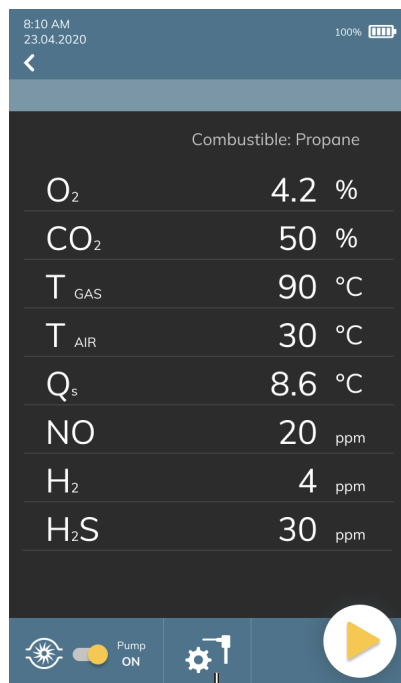 8:10 AM
100%
23.04.2020
Combustible: Propane
O₂ 4.2 %
CO₂ 50 %
T GAS 90 °C
T AIR 30 °C
Qₛ 8.6 °C
NO 20 ppm
H₂ 4 ppm
H₂S 30 ppm
Pump
ON